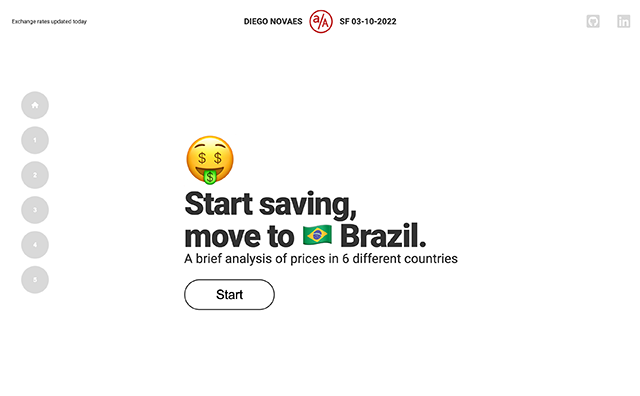 Exchange rates updated today
DIEGO NOVAES a/A SF 03-10-2022
1
2
3
4
5
Start saving,
move to 🇧🇷 Brazil.
A brief analysis of prices in 6 different countries
Start